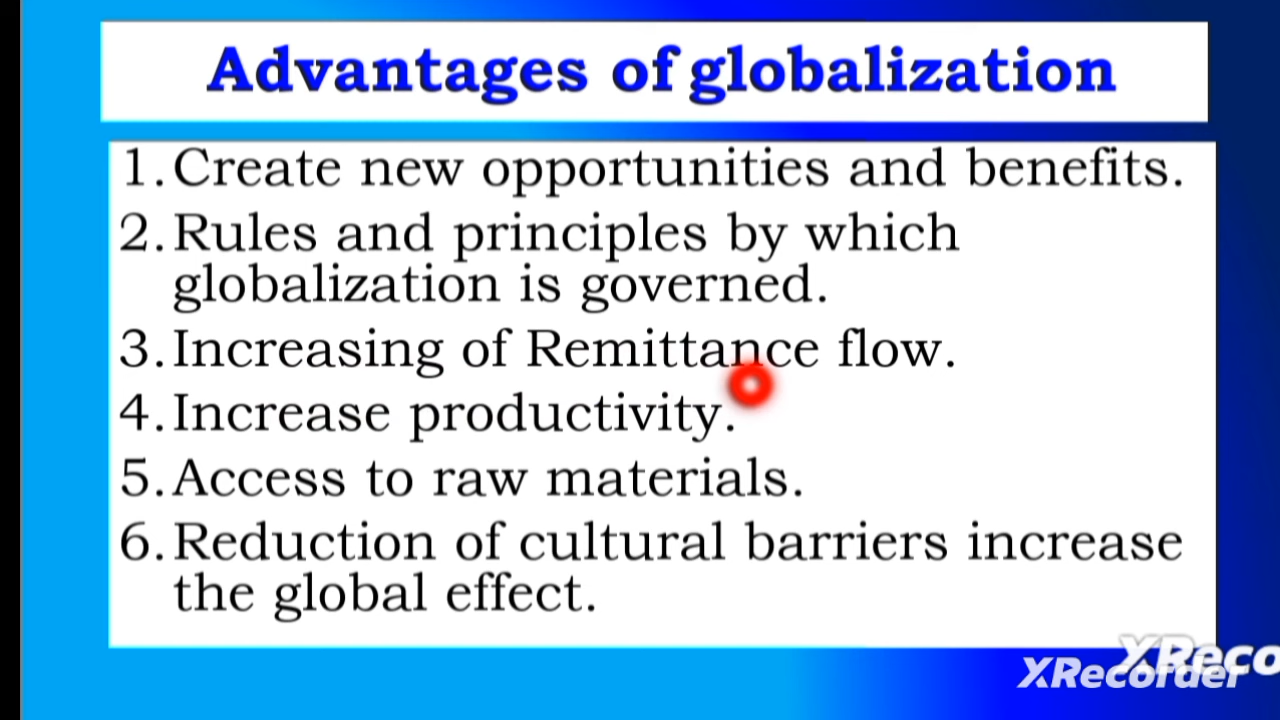 Advantages of globalization
1. Create new opportunities and benefits.
2. Rules and principles by which
globalization is governed.
3. Increasing of Remittance flow.
4. Increase productivity.
5. Access to raw materials.
6. Reduction of cultural barriers increase
the global effect.
XReco
XRecorder